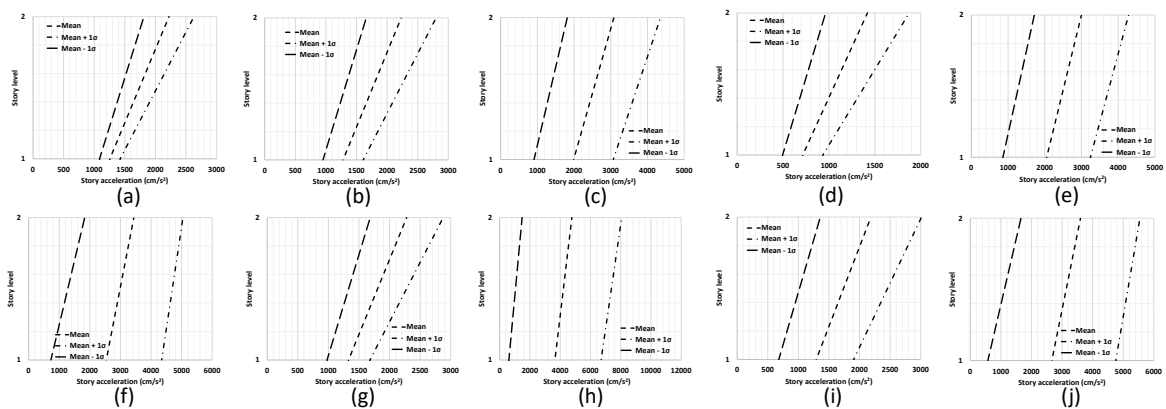 2
Story level
1
Mean
Mean + 1σ
Mean - 1σ
0 500 1000 1500 2000 2500 3000
Story acceleration (cm/s²)
(a)
2
Story level
1
Mean
Mean + 1σ
Mean - 1σ
0 500 1000 1500 2000 2500 3000
Story acceleration (cm/s²)
(b)
2
Story level
1
Mean
Mean + 1σ
Mean - 1σ
0 1000 2000 3000 4000 5000
Story acceleration (cm/s²)
(c)
2
Story level
1
Mean
Mean + 1σ
Mean - 1σ
0 500 1000 1500 2000
Story acceleration (cm/s²)
(d)
2
Story level
1
Mean
Mean + 1σ
Mean - 1σ
0 1000 2000 3000 4000 5000
Story acceleration (cm/s²)
(e)
2
Story level
1
Mean
Mean + 1σ
Mean - 1σ
0 1000 2000 3000 4000 5000 6000
Story acceleration (cm/s²)
(f)
2
Story level
1
Mean
Mean + 1σ
Mean - 1σ
0 500 1000 1500 2000 2500 3000
Story acceleration (cm/s²)
(g)
2
Story level
1
Mean
Mean + 1σ
Mean - 1σ
0 2000 4000 6000 8000 10000 12000
Story acceleration (cm/s²)
(h)
2
Story level
1
Mean
Mean + 1σ
Mean - 1σ
0 500 1000 1500 2000 2500 3000
Story acceleration (cm/s²)
(i)
2
Story level
1
Mean
Mean + 1σ
Mean - 1σ
0 1000 2000 3000 4000 5000 6000
Story acceleration (cm/s²)
(j)